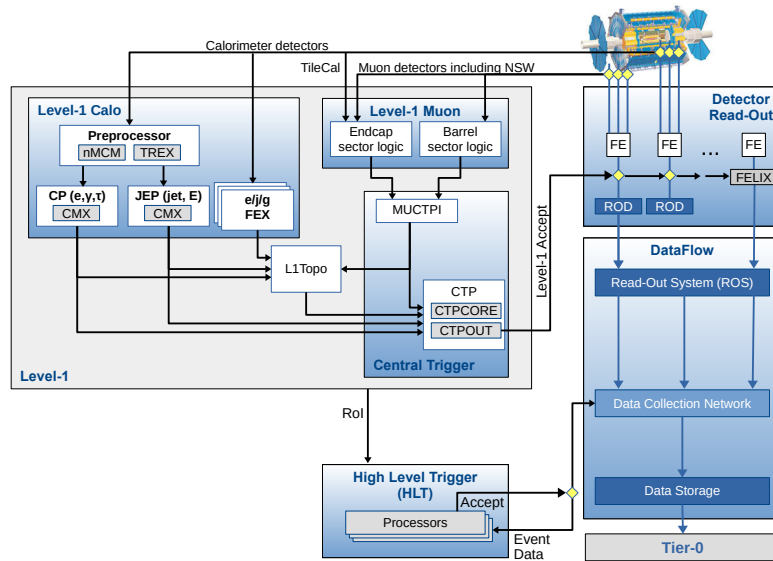 Calorimeter detectors
TileCal
Muon detectors including NSW
Level-1 Calo
Preprocessor
nMCM
TREX
CP (e,γ,τ)
CMX
JEP (jet, E)
CMX
e/j/g
FEX
Level-1 Muon
Endcap
sector logic
Barrel
sector logic
MUCTPI
L1Topo
CTP
CTPCORE
CTPOUT
Central Trigger
Level-1
Level-1 Accept
Detector
Read-Out
FE
FE
...
FE
FELIX
ROD
ROD
DataFlow
Read-Out System (ROS)
Data Collection Network
Data Storage
Tier-0
RoI
High Level Trigger
(HLT)
Accept
Processors
Event
Data